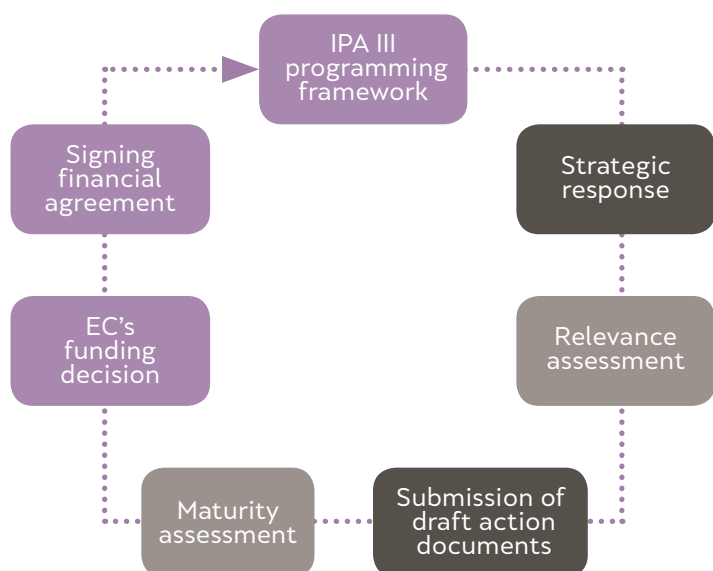 IPA III
programming
framework
Strategic
response
Relevance
assessment
Submission of
draft action
documents
Maturity
assessment
EC's
funding
decision
Signing
financial
agreement